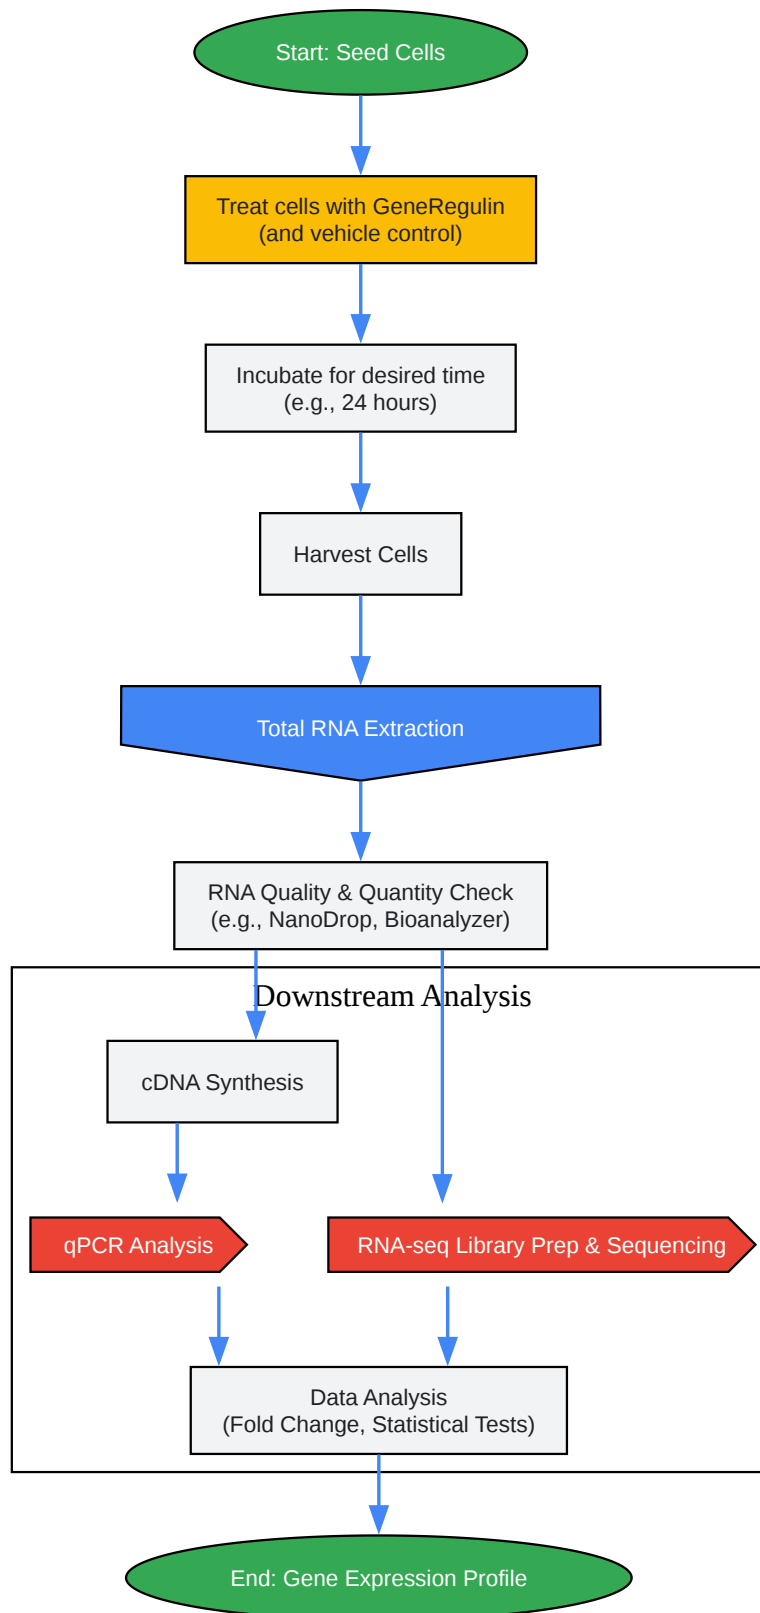 Start: Seed Cells
Treat cells with GeneRegulin
(and vehicle control)
Incubate for desired time
(e.g., 24 hours)
Harvest Cells
Total RNA Extraction
RNA Quality & Quantity Check
(e.g., NanoDrop, Bioanalyzer)
Downstream Analysis
cDNA Synthesis
qPCR Analysis
RNA-seq Library Prep & Sequencing
Data Analysis
(Fold Change, Statistical Tests)
End: Gene Expression Profile